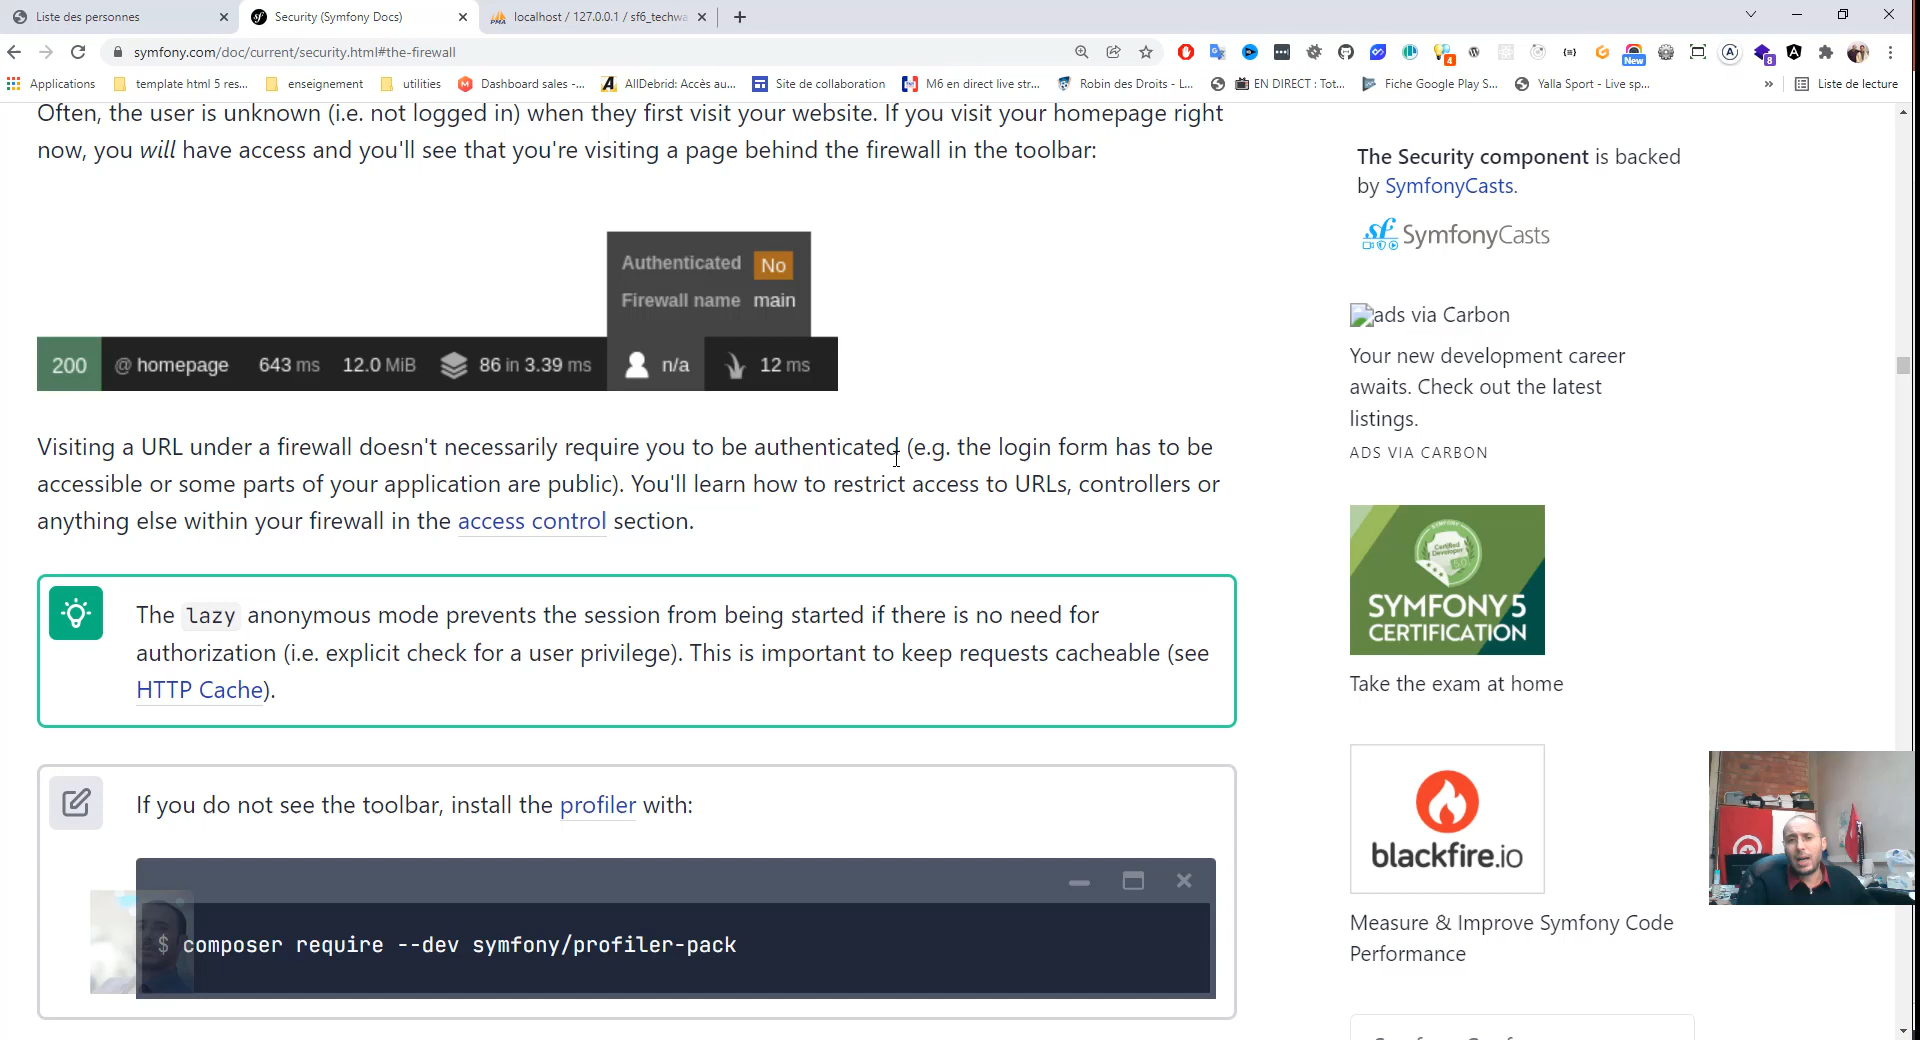 Liste des personnes
Security (Symfony Docs)
localhost / 127.0.0.1 / sf6_techwa
symfony.com/doc/current/security.html#the-firewall
4
New
8
Applications
template html 5 res...
enseignement
utilities
Dashboard sales -...
AllDebrid: Accès au...
Site de collaboration
M6 en direct live str...
Robin des Droits - L...
EN DIRECT : Tot...
Fiche Google Play S...
Yalla Sport - Live sp...
»
Liste de lecture
Often, the user is unknown (i.e. not logged in) when they first visit your website. If you visit your homepage right
now, you will have access and you'll see that you're visiting a page behind the firewall in the toolbar:
Authenticated No
Firewall name main
200 @ homepage 643 ms 12.0 MiB 86 in 3.39 ms n/a 12 ms
Visiting a URL under a firewall doesn't necessarily require you to be authenticated (e.g. the login form has to be
accessible or some parts of your application are public). You'll learn how to restrict access to URLs, controllers or
anything else within your firewall in the access control section.
The lazy anonymous mode prevents the session from being started if there is no need for
authorization (i.e. explicit check for a user privilege). This is important to keep requests cacheable (see
HTTP Cache).
If you do not see the toolbar, install the profiler with:
$ composer require --dev symfony/profiler-pack
The Security component is backed
by SymfonyCasts.
SymfonyCasts
ads via Carbon
Your new development career
awaits. Check out the latest
listings.
ADS VIA CARBON
Certified
Developer
5.0
SYMFONY 5
CERTIFICATION
Take the exam at home
blackfire.io
Measure & Improve Symfony Code
Performance